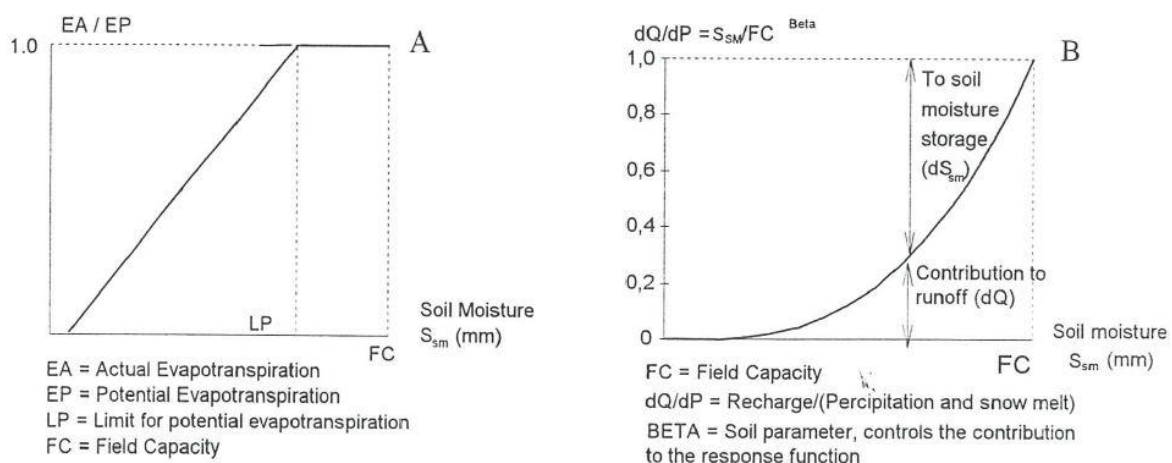 EA / EP
A
1.0
LP
FC
Soil Moisture
Ssm (mm)
EA = Actual Evapotranspiration
EP = Potential Evapotranspiration
LP = Limit for potential evapotranspiration
FC = Field Capacity
dQ/dP = SSM/FC Beta
B
1,0
0,8
0,6
0,4
0,2
0
To soil
moisture
storage
(dSsm)
Contribution to
runoff (dQ)
FC
Soil moisture
Ssm (mm)
FC = Field Capacity
dQ/dP = Recharge/(Percipitation and snow melt)
BETA = Soil parameter, controls the contribution
to the response function